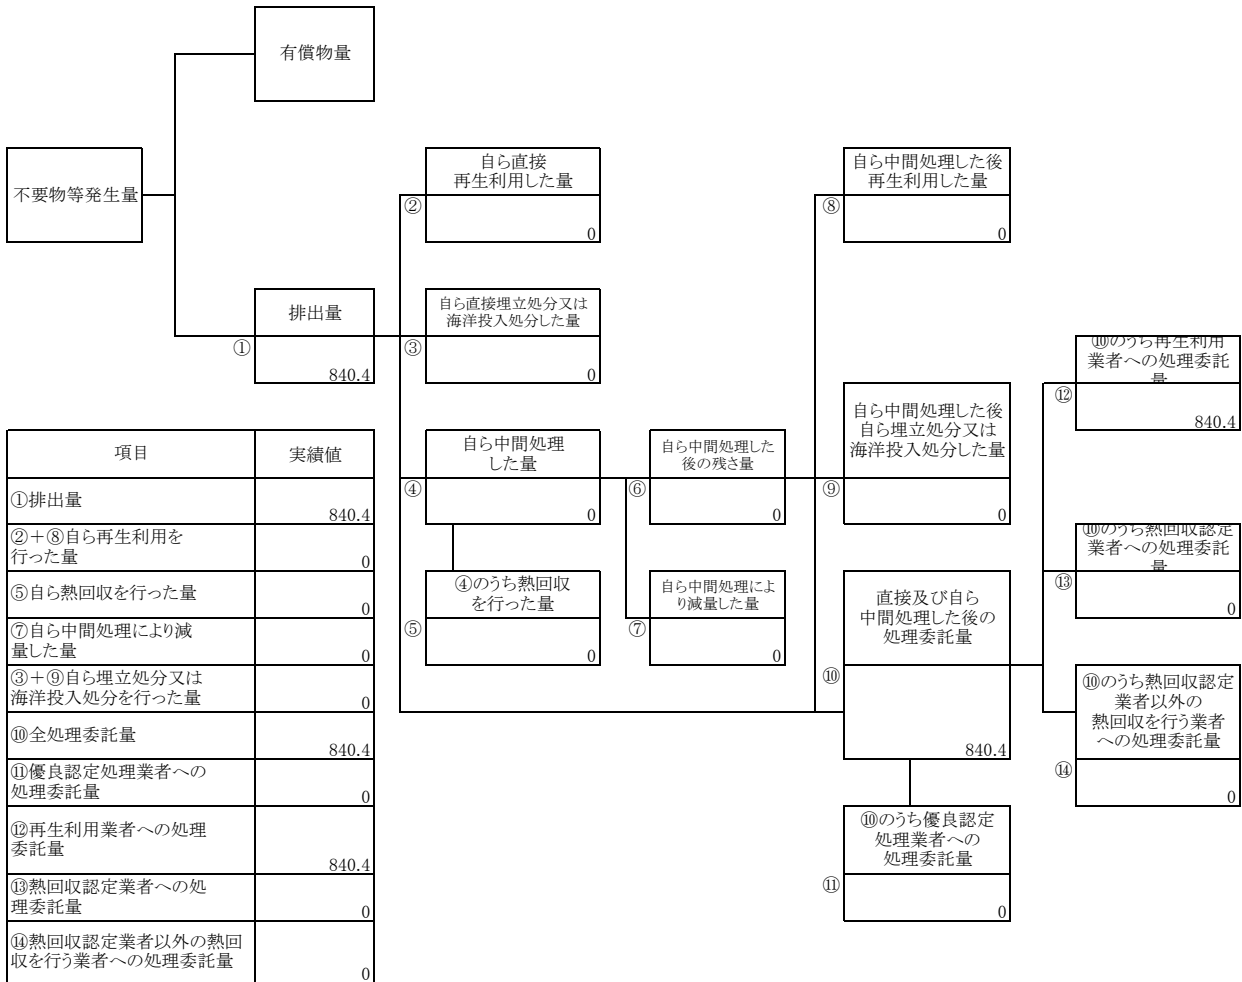 有償物量
不要物等発生量
自ら直接
再生利用した量
②
0
自ら中間処理した後
再生利用した量
⑧
0
排出量
①
840.4
自ら直接埋立処分又は
海洋投入処分した量
③
0
⑩のうち再生利用
業者への処理委託
量
⑫
840.4
自ら中間処理
した量
④
0
自ら中間処理した
後の残さ量
⑥
0
自ら中間処理した後
自ら埋立処分又は
海洋投入処分した量
⑨
0
⑩のうち熱回収認定
業者への処理委託
量
⑬
0
④のうち熱回収
を行った量
⑤
0
自ら中間処理によ
り減量した量
⑦
0
直接及び自ら
中間処理した後の
処理委託量
⑩
840.4
⑩のうち熱回収認定
業者以外の
熱回収を行う業者
への処理委託量
⑭
0
⑩のうち優良認定
処理業者への
処理委託量
⑪
0
項目 実績値
①排出量
840.4
②＋⑧自ら再生利用を
行った量
0
⑤自ら熱回収を行った量
0
⑦自ら中間処理により減
量した量
0
③＋⑨自ら埋立処分又は
海洋投入処分を行った量
0
⑩全処理委託量
840.4
⑪優良認定処理業者への
処理委託量
0
⑫再生利用業者への処理
委託量
840.4
⑬熱回収認定業者への処
理委託量
0
⑭熱回収認定業者以外の熱回
収を行う業者への処理委託量
0